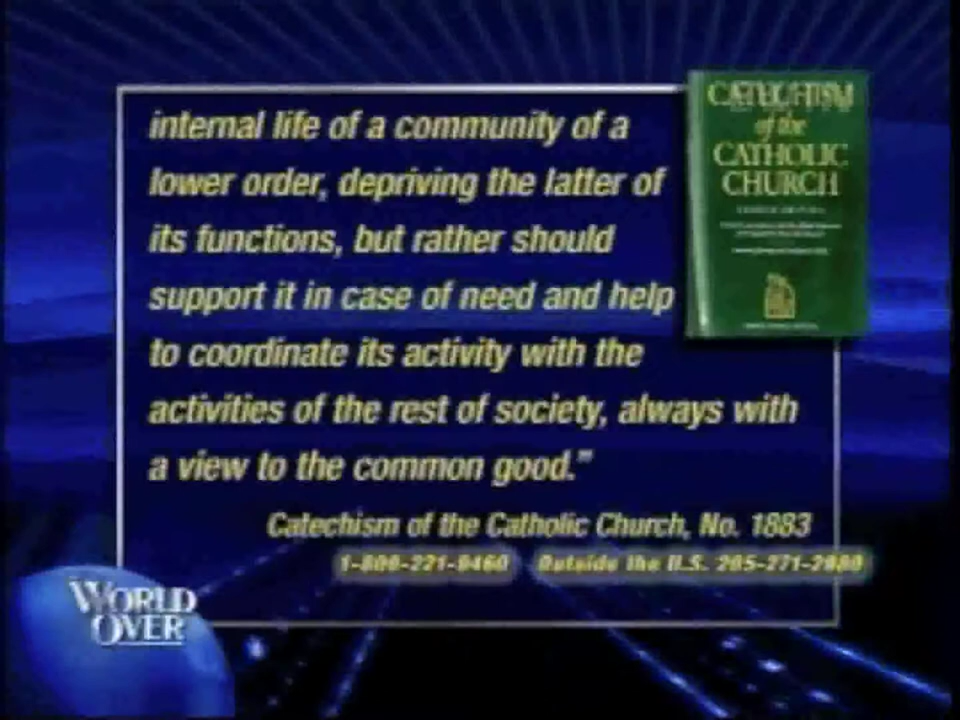 internal life of a community of a
lower order, depriving the latter of
its functions, but rather should
support it in case of need and help
to coordinate its activity with the
activities of the rest of society, always with
a view to the common good."
Catechism of the Catholic Church, No. 1883
CATECHISM
of the
CATHOLIC
CHURCH
1-800-221-9460 Outside the U.S. 205-271-2980
WORLD
OVER